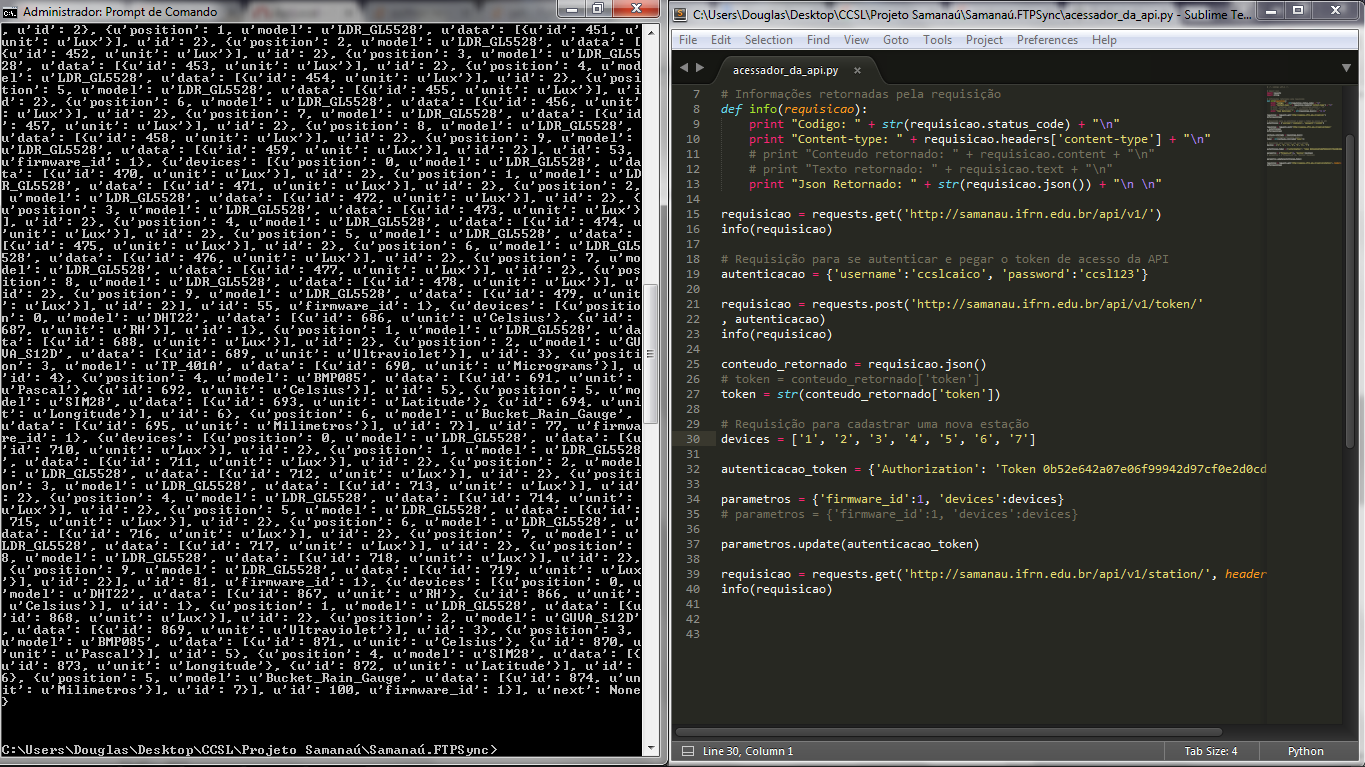 Administrador: Prompt de Comando
, u'id': 2}, {u'position': 1, u'model': u'LDR_GL5528', u'data': [{u'id': 451, u'
unit': u'Lux'}], u'id': 2}, {u'position': 2, u'model': u'LDR_GL5528', u'data': [
{u'id': 452, u'unit': u'Lux'}], u'id': 2}, {u'position': 3, u'model': u'LDR_GL55
28', u'data': [{u'id': 453, u'unit': u'Lux'}], u'id': 2}, {u'position': 4, u'mod
el': u'LDR_GL5528', u'data': [{u'id': 454, u'unit': u'Lux'}], u'id': 2}, {u'posi
tion': 5, u'model': u'LDR_GL5528', u'data': [{u'id': 455, u'unit': u'Lux'}], u'i
d': 2}, {u'position': 6, u'model': u'LDR_GL5528', u'data': [{u'id': 456, u'unit'
: u'Lux'}], u'id': 2}, {u'position': 7, u'model': u'LDR_GL5528', u'data': [{u'id
': 457, u'unit': u'Lux'}], u'id': 2}, {u'position': 8, u'model': u'LDR_GL5528',
u'data': [{u'id': 458, u'unit': u'Lux'}], u'id': 2}, {u'position': 9, u'model':
u'LDR_GL5528', u'data': [{u'id': 459, u'unit': u'Lux'}], u'id': 2}], u'id': 53,
u'firmware_id': 1}, {u'devices': [{u'position': 0, u'model': u'LDR_GL5528', u'da
ta': [{u'id': 470, u'unit': u'Lux'}], u'id': 2}, {u'position': 1, u'model': u'LD
R_GL5528', u'data': [{u'id': 471, u'unit': u'Lux'}], u'id': 2}, {u'position': 2,
u'model': u'LDR_GL5528', u'data': [{u'id': 472, u'unit': u'Lux'}], u'id': 2}, {u
'position': 3, u'model': u'LDR_GL5528', u'data': [{u'id': 473, u'unit': u'Lux'}
], u'id': 2}, {u'position': 4, u'model': u'LDR_GL5528', u'data': [{u'id': 474, u
'unit': u'Lux'}], u'id': 2}, {u'position': 5, u'model': u'LDR_GL5528', u'data':
[{u'id': 475, u'unit': u'Lux'}], u'id': 2}, {u'position': 6, u'model': u'LDR_GL5
528', u'data': [{u'id': 476, u'unit': u'Lux'}], u'id': 2}, {u'position': 7, u'mo
del': u'LDR_GL5528', u'data': [{u'id': 477, u'unit': u'Lux'}], u'id': 2}, {u'pos
ition': 8, u'model': u'LDR_GL5528', u'data': [{u'id': 478, u'unit': u'Lux'}], u'
id': 2}, {u'position': 9, u'model': u'LDR_GL5528', u'data': [{u'id': 479, u'unit
': u'Lux'}], u'id': 2}], u'id': 55, u'firmware_id': 1}, {u'devices': [{u'positio
n': 0, u'model': u'DHT22', u'data': [{u'id': 686, u'unit': u'Celsius'}, {u'id':
687, u'unit': u'RH'}], u'id': 1}, {u'position': 1, u'model': u'LDR_GL5528', u'da
ta': [{u'id': 688, u'unit': u'Lux'}], u'id': 2}, {u'position': 2, u'model': u'GU
VA_S12D', u'data': [{u'id': 689, u'unit': u'Ultraviolet'}], u'id': 3}, {u'positi
on': 3, u'model': u'TP_401A', u'data': [{u'id': 690, u'unit': u'Micrograms'}], u
'id': 4}, {u'position': 4, u'model': u'BMP085', u'data': [{u'id': 691, u'unit':
u'Pascal'}, {u'id': 692, u'unit': u'Celsius'}], u'id': 5}, {u'position': 5, u'mo
del': u'SIM28', u'data': [{u'id': 693, u'unit': u'Latitude'}, {u'id': 694, u'uni
t': u'Longitude'}], u'id': 6}, {u'position': 6, u'model': u'Bucket_Rain_Gauge',
u'data': [{u'id': 695, u'unit': u'Milimetros'}], u'id': 7}], u'id': 77, u'firmwa
re_id': 1}, {u'devices': [{u'position': 0, u'model': u'LDR_GL5528', u'data': [{u
'id': 710, u'unit': u'Lux'}], u'id': 2}, {u'position': 1, u'model': u'LDR_GL5528
', u'data': [{u'id': 711, u'unit': u'Lux'}], u'id': 2}, {u'position': 2, u'model
': u'LDR_GL5528', u'data': [{u'id': 712, u'unit': u'Lux'}], u'id': 2}, {u'positi
on': 3, u'model': u'LDR_GL5528', u'data': [{u'id': 713, u'unit': u'Lux'}], u'id'
: 2}, {u'position': 4, u'model': u'LDR_GL5528', u'data': [{u'id': 714, u'unit':
u'Lux'}], u'id': 2}, {u'position': 5, u'model': u'LDR_GL5528', u'data': [{u'id':
715, u'unit': u'Lux'}], u'id': 2}, {u'position': 6, u'model': u'LDR_GL5528', u'd
ata': [{u'id': 716, u'unit': u'Lux'}], u'id': 2}, {u'position': 7, u'model': u'L
DR_GL5528', u'data': [{u'id': 717, u'unit': u'Lux'}], u'id': 2}, {u'position':
8, u'model': u'LDR_GL5528', u'data': [{u'id': 718, u'unit': u'Lux'}], u'id': 2},
{u'position': 9, u'model': u'LDR_GL5528', u'data': [{u'id': 719, u'unit': u'Lux
'}], u'id': 2}], u'id': 81, u'firmware_id': 1}, {u'devices': [{u'position': 0, u
'model': u'DHT22', u'data': [{u'id': 867, u'unit': u'RH'}, {u'id': 866, u'unit':
u'Celsius'}], u'id': 1}, {u'position': 1, u'model': u'LDR_GL5528', u'data': [{u
'id': 868, u'unit': u'Lux'}], u'id': 2}, {u'position': 2, u'model': u'GUVA_S12D'
, u'data': [{u'id': 869, u'unit': u'Ultraviolet'}], u'id': 3}, {u'position': 3,
u'model': u'BMP085', u'data': [{u'id': 871, u'unit': u'Celsius'}, {u'id': 870, u
'unit': u'Pascal'}], u'id': 5}, {u'position': 4, u'model': u'SIM28', u'data': [{
u'id': 873, u'unit': u'Longitude'}, {u'id': 872, u'unit': u'Latitude'}], u'id':
6}, {u'position': 5, u'model': u'Bucket_Rain_Gauge', u'data': [{u'id': 874, u'un
it': u'Milimetros'}], u'id': 7}], u'id': 100, u'firmware_id': 1}], u'next': None
}
C:\Users\Douglas\Desktop\CCSL\Projeto Samanaú\Samanaú.FTPSync>
C:\Users\Douglas\Desktop\CCSL\Projeto Samanaú\Samanaú.FTPSync\acessador_da_api.py - Sublime Te...
File Edit Selection Find View Goto Tools Project Preferences Help
acessador_da_api.py ×
7 # Informações retornadas pela requisição
8 def info(requisicao):
9 print "Codigo: " + str(requisicao.status_code) + "\n"
10 print "Content-type: " + requisicao.headers['content-type'] + "\n"
11 # print "Conteudo retornado: " + requisicao.content + "\n"
12 # print "Texto retornado: " + requisicao.text + "\n"
13 print "Json Retornado: " + str(requisicao.json()) + "\n \n"
14
15 requisicao = requests.get('http://samanau.ifrn.edu.br/api/v1/')
16 info(requisicao)
17
18 # Requisição para se autenticar e pegar o token de acesso da API
19 autenticacao = {'username':'ccslcaico', 'password':'ccsl123'}
20
21 requisicao = requests.post('http://samanau.ifrn.edu.br/api/v1/token/'
22 , autenticacao)
23 info(requisicao)
24
25 conteudo_retornado = requisicao.json()
26 # token = conteudo_retornado['token']
27 token = str(conteudo_retornado['token'])
28
29 # Requisição para cadastrar uma nova estação
30 devices = ['1', '2', '3', '4', '5', '6', '7']
31
32 autenticacao_token = {'Authorization': 'Token 0b52e642a07e06f99942d97cf0e2d0cd
33
34 parametros = {'firmware_id':1, 'devices':devices}
35 # parametros = {'firmware_id':1, 'devices':devices}
36
37 parametros.update(autenticacao_token)
38
39 requisicao = requests.get('http://samanau.ifrn.edu.br/api/v1/station/', header
40 info(requisicao)
41
42
43
Line 30, Column 1
Tab Size: 4
Python